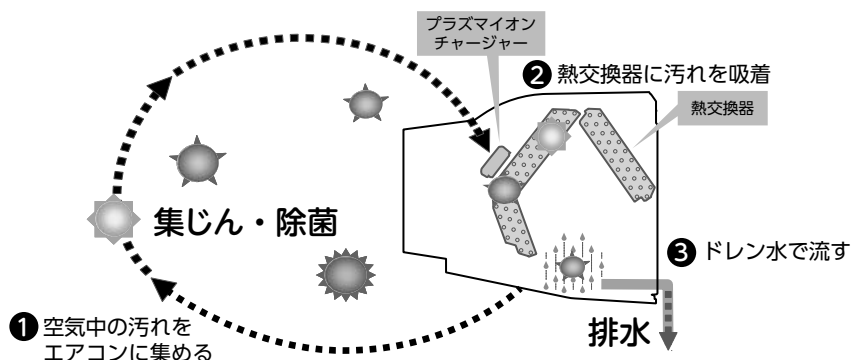 プラズマイオン
チャージャー
❷ 熱交換器に汚れを吸着
熱交換器
集じん・除菌
❸ ドレン水で流す
❶ 空気中の汚れを
エアコンに集める
排水